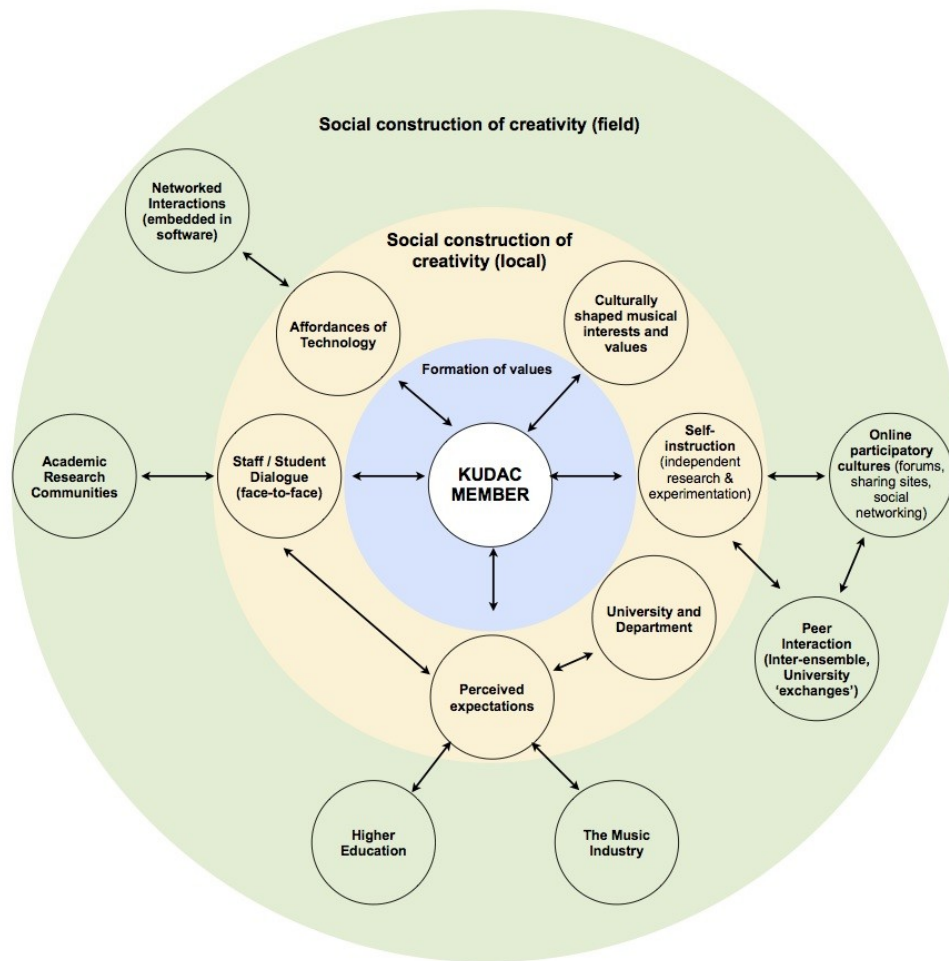 Social construction of creativity (field)
Networked
Interactions
(embedded in
software)
Social construction of
creativity (local)
Affordances of
Technology
Culturally
shaped musical
interests and
values
Formation of values
Academic
Research
Communities
Staff / Student
Dialogue
(face-to-face)
KUDAC
MEMBER
Self-
instruction
(independent
research &
experimentation)
Online
participatory
cultures (forums,
sharing sites,
social
networking)
University and
Department
Peer
Interaction
(Inter-ensemble,
University
‘exchanges’)
Perceived
expectations
Higher
Education
The Music
Industry